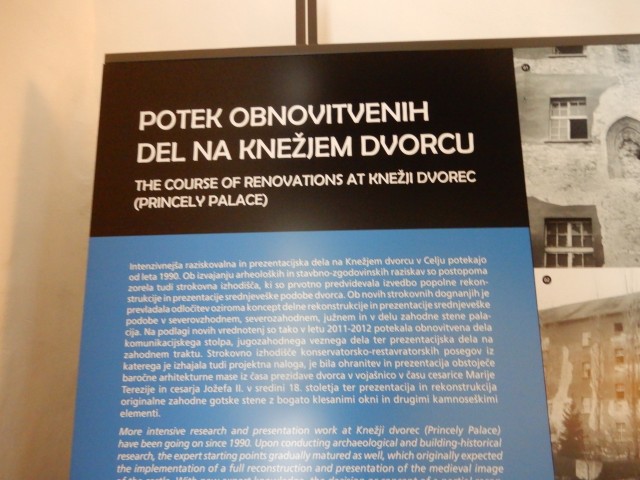 POTEK OBNOVITVENIH
DEL NA KNEŽJEM DVORCU
THE COURSE OF RENOVATIONS AT KNEŽJI DVOREC
(PRINCELY PALACE)
Intenzivnejša raziskovalna in prezentacijska dela na Knežjem dvorcu v Celju potekajo
od leta 1990. Ob izvajanju arheoloških in stavbno-zgodovinskih raziskav so postopoma
zorela tudi strokovna izhodišča, ki so prvotno predvidevala izvedbo popolne rekon-
strukcije in prezentacije srednjeveške podobe dvorca. Ob novih strokovnih dognanjih je
prevladala odločitev oziroma koncept delne rekonstrukcije in prezentacije srednjeveške
podobe v severovzhodnem, severozahodnem, južnem in v delu zahodne stene pala-
cija. Na podlagi novih vrednotenj so tako v letu 2011-2012 potekala obnovitvena dela
komunikacijskega stolpa, jugozahodnega veznega dela ter prezentacijska dela na
zahodnem traktu. Strokovno izhodišče konservatorsko-restavratorskih posegov iz
katerega je izhajala tudi projektna naloga, je bila ohranitev in prezentacija obstoječe
baročne arhitekturne mase iz časa prezidave dvorca v vojašnico v času cesarice Marije
Terezije in cesarja Jožefa II. v sredini 18. stoletja ter prezentacija in rekonstrukcija
originalne zahodne gotske stene z bogato klesanimi okni in drugimi kamnoseškimi
elementi.
More intensive research and presentation work at Knežji dvorec (Princely Palace)
have been going on since 1990. Upon conducting archaeological and building-historical
research, the expert starting points gradually matured as well, which originally expected
the implementation of a full reconstruction and presentation of the medieval image